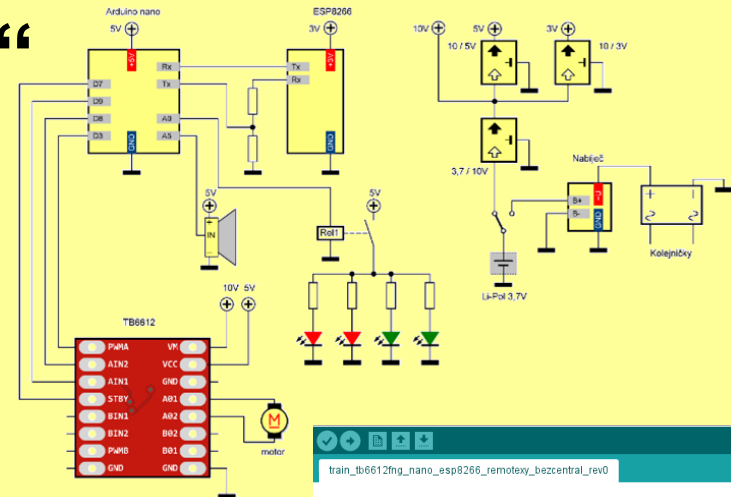 “
Arduino nano
5V
+5V
Rx
Tx
D7
D9
D8
D3
A0
A5
GND
ESP8266
3V
+3V
Tx
Rx
GND
10V
5V
3V
10 / 5V
10 / 3V
3,7 / 10V
Nabíječ
+U
B+
B-
GND
Kolejničky
Li-Pol 3,7V
5V
IN
5V
Rel1
10V 5V
TB6612
PWMA
AIN2
AIN1
STBY
BIN1
BIN2
PWMB
GND
VM
VCC
GND
A01
A02
B02
B01
GND
M
motor
train_tb6612fng_nano_esp8266_remotexy_bezcentral_rev0